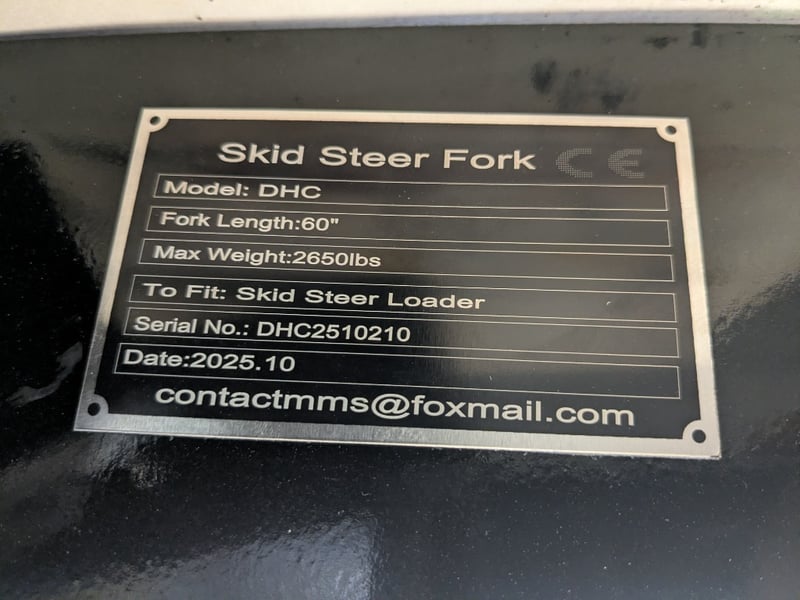 Skid Steer Fork CE
Model: DHC
Fork Length:60"
Max Weight:2650lbs
To Fit: Skid Steer Loader
Serial No.: DHC2510210
Date:2025.10
contactmms@foxmail.com